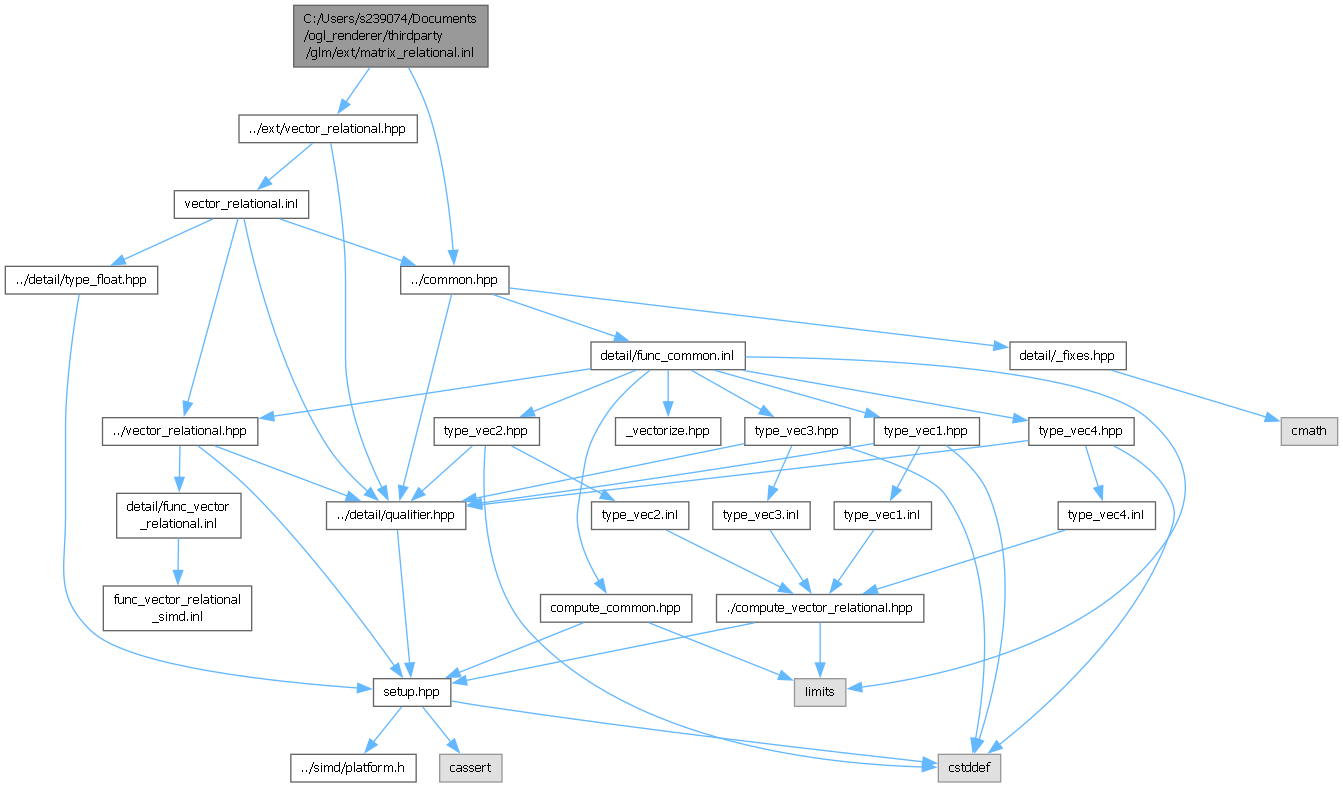 C:/Users/s239074/Documents
/ogl_renderer/thirdparty
/glm/ext/matrix_relational.inl
../ext/vector_relational.hpp
vector_relational.inl
../detail/type_float.hpp
../common.hpp
detail/func_common.inl
detail/_fixes.hpp
../vector_relational.hpp
type_vec2.hpp
_vectorize.hpp
type_vec3.hpp
type_vec1.hpp
type_vec4.hpp
cmath
detail/func_vector
_relational.inl
../detail/qualifier.hpp
type_vec2.inl
type_vec3.inl
type_vec1.inl
type_vec4.inl
func_vector_relational
_simd.inl
compute_common.hpp
./compute_vector_relational.hpp
setup.hpp
limits
../simd/platform.h
cassert
cstddef